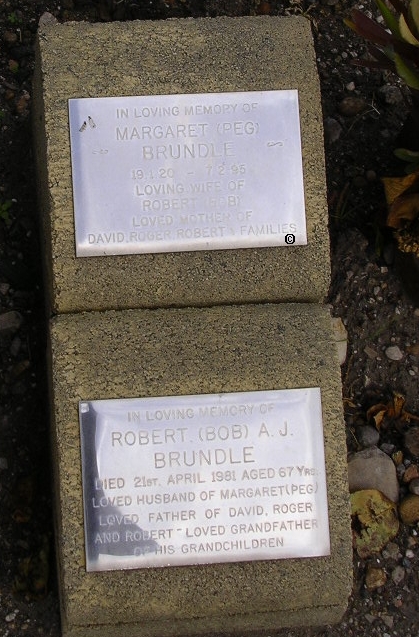 IN LOVING MEMORY OF
MARGARET (PEG)
BRUNDLE
19.1.20 - 7.2.95
LOVING WIFE OF
ROBERT (BOB)
LOVED MOTHER OF
DAVID, ROGER, ROBERT & FAMILIES
©
IN LOVING MEMORY OF
ROBERT. (BOB) A. J.
BRUNDLE
DIED 21ST. APRIL 1981 AGED 67 YRS.
LOVED HUSBAND OF MARGARET (PEG)
LOVED FATHER OF DAVID, ROGER
AND ROBERT - LOVED GRANDFATHER
OF HIS GRANDCHILDREN